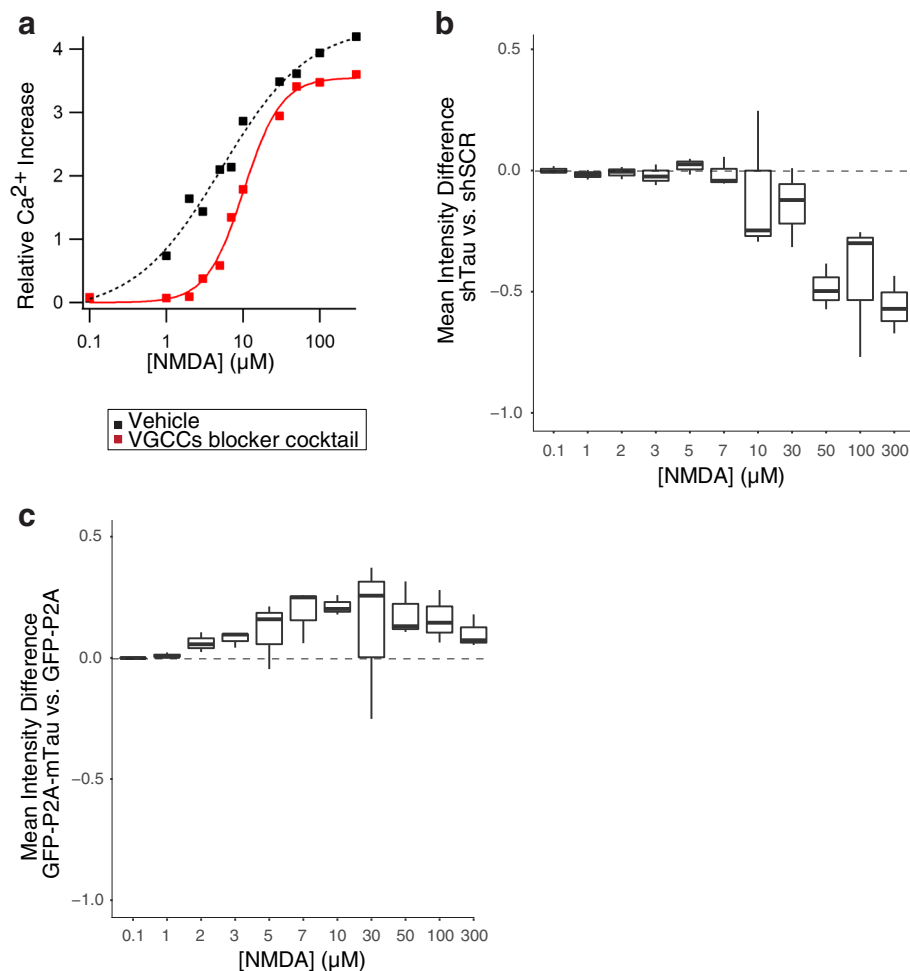 a
4
3
2
1
0
Relative Ca2+ Increase
0.1 1 10 100
[NMDA] (µM)
Vehicle
VGCCs blocker cocktail
b
0.5
0.0
−0.5
−1.0
Mean Intensity Difference
shTau vs. shSCR
0.1 1 2 3 5 7 10 30 50 100 300
[NMDA] (µM)
c
0.5
0.0
−0.5
−1.0
Mean Intensity Difference
GFP-P2A-mTau vs. GFP-P2A
0.1 1 2 3 5 7 10 30 50 100 300
[NMDA] (µM)